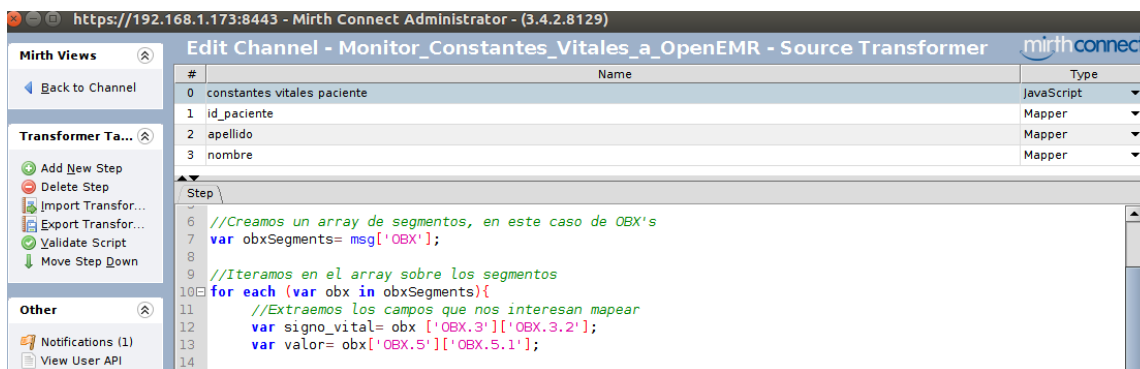 https://192.168.1.173:8443 - Mirth Connect Administrator - (3.4.2.8129)
Mirth Views
Back to Channel
Transformer Ta...
Add New Step
Delete Step
Import Transfor...
Export Transfor...
Validate Script
Move Step Down
Other
Notifications (1)
View User API
Edit Channel - Monitor_Constantes_Vitales_a_OpenEMR - Source Transformer
mirth connec
# Name Type
0 constantes vitales paciente JavaScript
1 id_paciente Mapper
2 apellido Mapper
3 nombre Mapper
Step
6 //Creamos un array de segmentos, en este caso de OBX's
7 var obxSegments= msg['OBX'];
8
9 //Iteramos en el array sobre los segmentos
10 for each (var obx in obxSegments){
11 //Extraemos los campos que nos interesan mapear
12 var signo_vital= obx ['OBX.3']['OBX.3.2'];
13 var valor= obx['OBX.5']['OBX.5.1'];
14